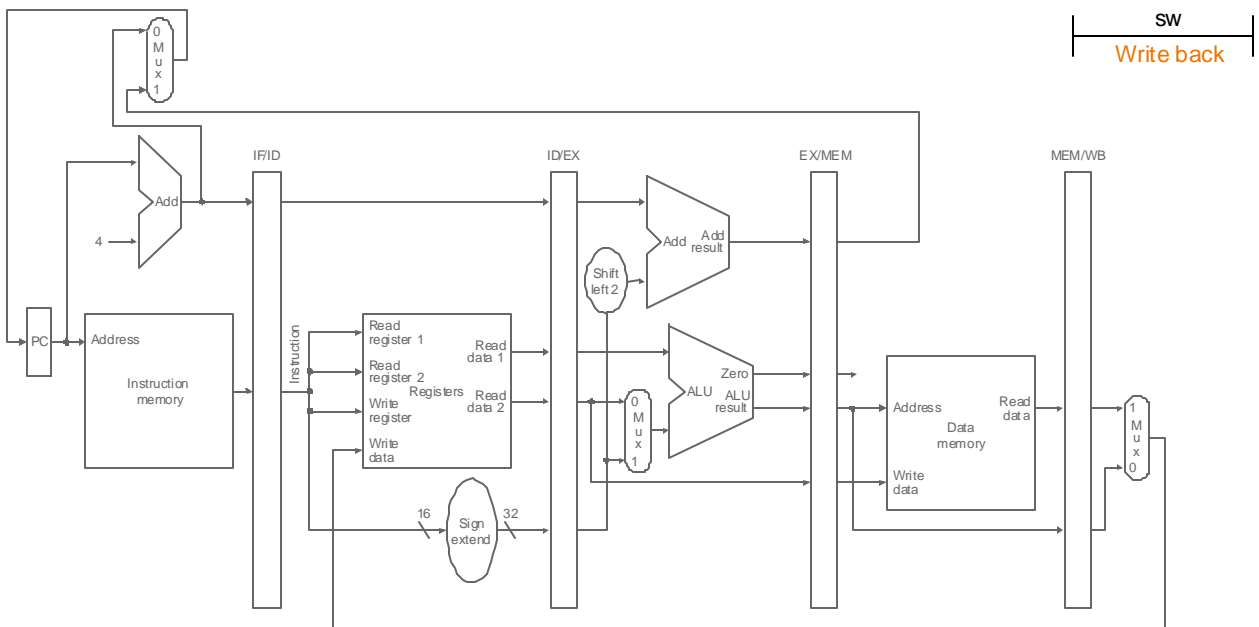 SW
Write back
0
M
u
x
1
IF/ID
ID/EX
EX/MEM
MEM/WB
Add
4
Add
Add
result
Shift
left 2
PC
Address
Instruction
memory
Instruction
Read
register 1
Read
register 2
Write
register
Write
data
Registers
Read
data 1
Read
data 2
0
M
u
x
1
Zero
ALU
ALU
result
Address
Data
memory
Read
data
Write
data
1
M
u
x
0
16
Sign
extend
32